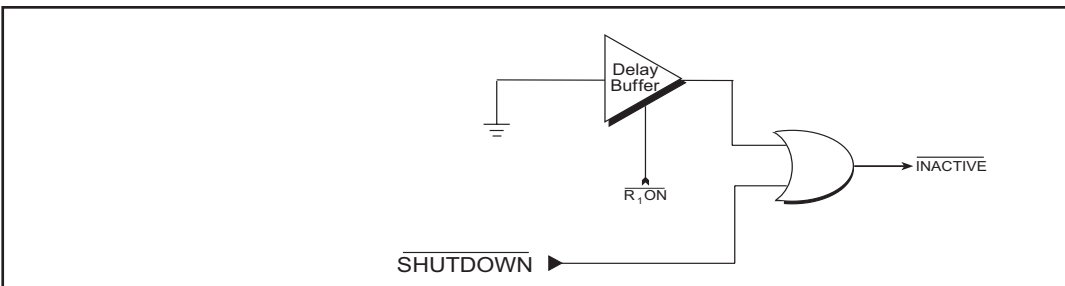 Delay
Buffer
R1ON
INACTIVE
SHUTDOWN